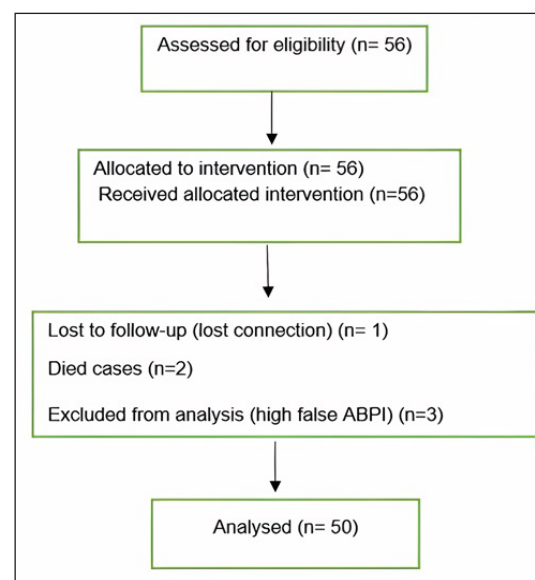 Assessed for eligibility (n= 56)
Allocated to intervention (n= 56)
Received allocated intervention (n=56)
Lost to follow-up (lost connection) (n= 1)
Died cases (n=2)
Excluded from analysis (high false ABPI) (n=3)
Analysed (n= 50)